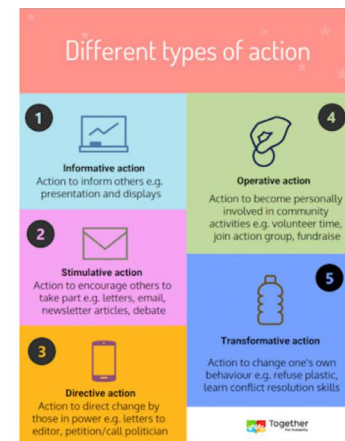 Different types of action
1
Informative action
Action to inform others e.g.
presentation and displays
2
Stimulative action
Action to encourage others to
take part e.g. letters, email,
newsletter articles, debate
3
Directive action
Action to direct change by
those in power e.g. letters to
editor, petition/call politician
4
Operative action
Action to become personally
involved in community
activities e.g. volunteer time,
join action group, fundraise
5
Transformative action
Action to change one's own
behaviour e.g. refuse plastic,
learn conflict resolution skills
Together
for humanity